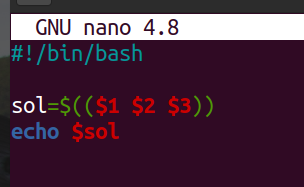 GNU nano 4.8
#!/bin/bash
sol=$(($1 $2 $3))
echo $sol